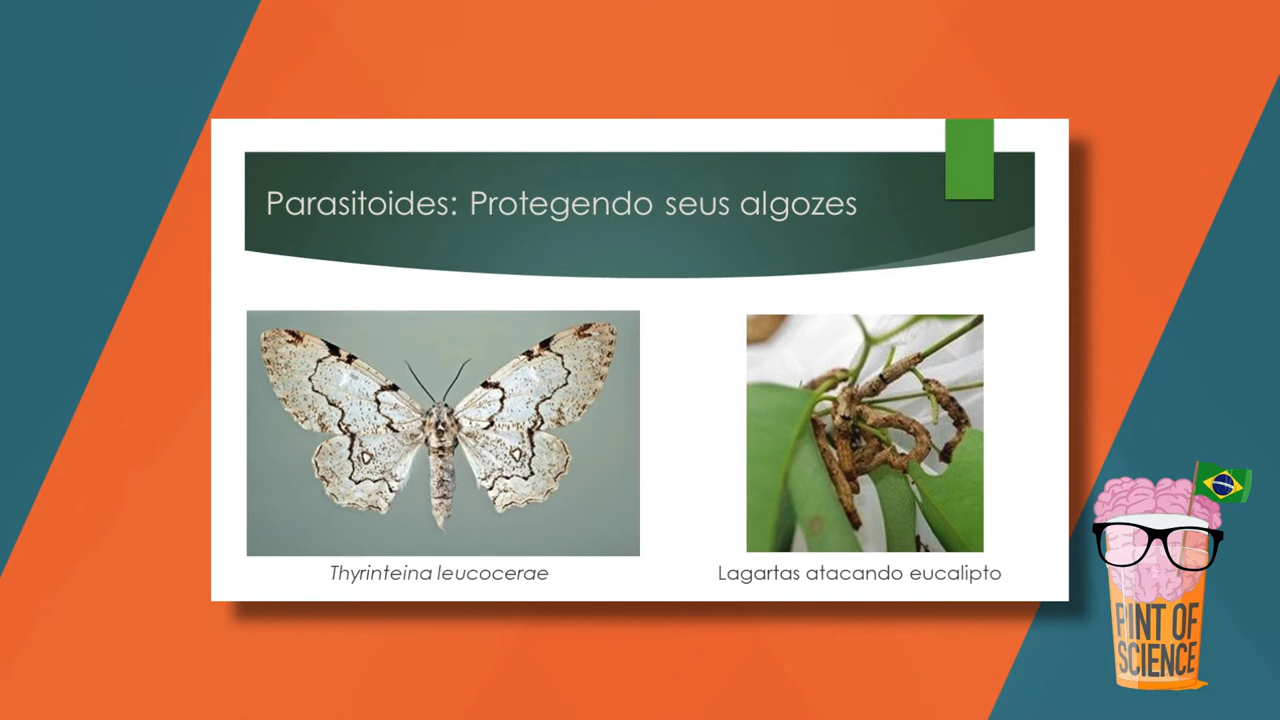 Parasitoides: Protegendo seus algozes
Thyrinteina leucocerae
Lagartas atacando eucalipto
PINT OF
SCIENCE